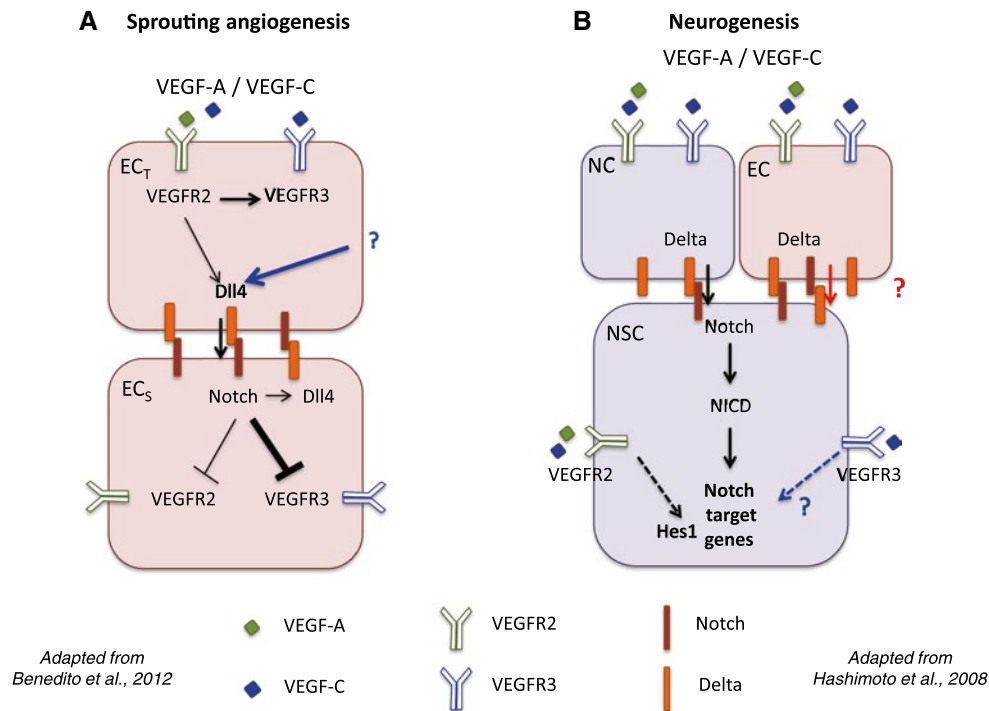 A Sprouting angiogenesis
VEGF-A / VEGF-C
ECT
VEGFR2
VEGFR3
?
Dll4
ECS
Notch
Dll4
VEGFR2
VEGFR3
B Neurogenesis
VEGF-A / VEGF-C
NC
EC
Delta
Delta
?
NSC
Notch
NICD
VEGFR2
VEGFR3
?
Hes1
Notch
target
genes
VEGF-A
VEGFR2
Notch
VEGF-C
VEGFR3
Delta
Adapted from
Benedito et al., 2012
Adapted from
Hashimoto et al., 2008